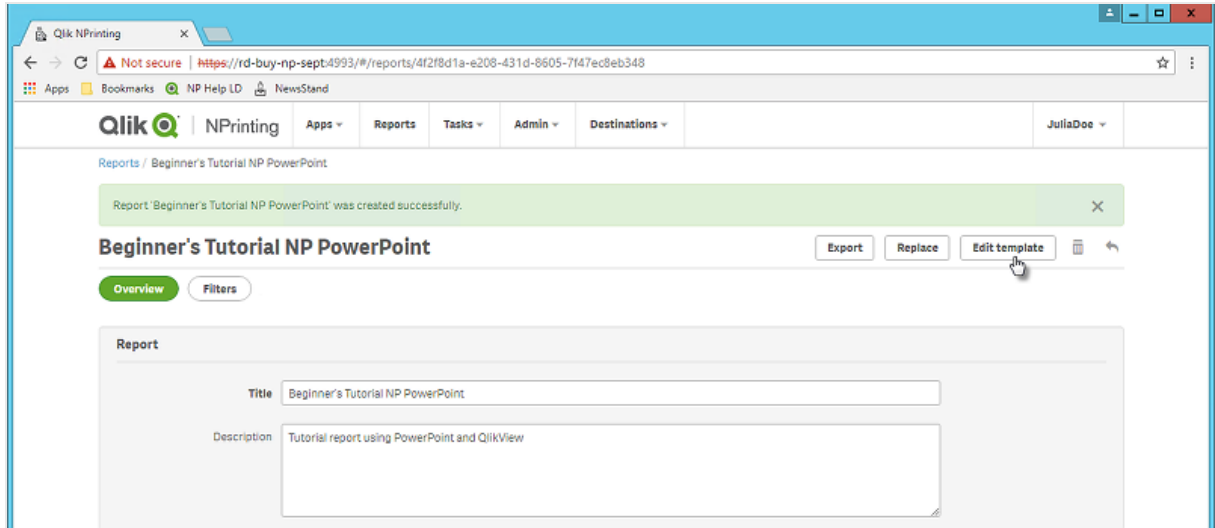 Qlik NPrinting
Not secure | https://rd-buy-np-sept:4993/#/reports/4f2f8d1a-e208-431d-8605-7f47ec8eb348
Apps Bookmarks NP Help LD NewsStand
Qlik NPrinting Apps Reports Tasks Admin Destinations JuliaDoe
Reports / Beginner's Tutorial NP PowerPoint
Report 'Beginner's Tutorial NP PowerPoint' was created successfully.
Beginner's Tutorial NP PowerPoint Export Replace Edit template
Overview Filters
Report
Title Beginner's Tutorial NP PowerPoint
Description Tutorial report using PowerPoint and QlikView